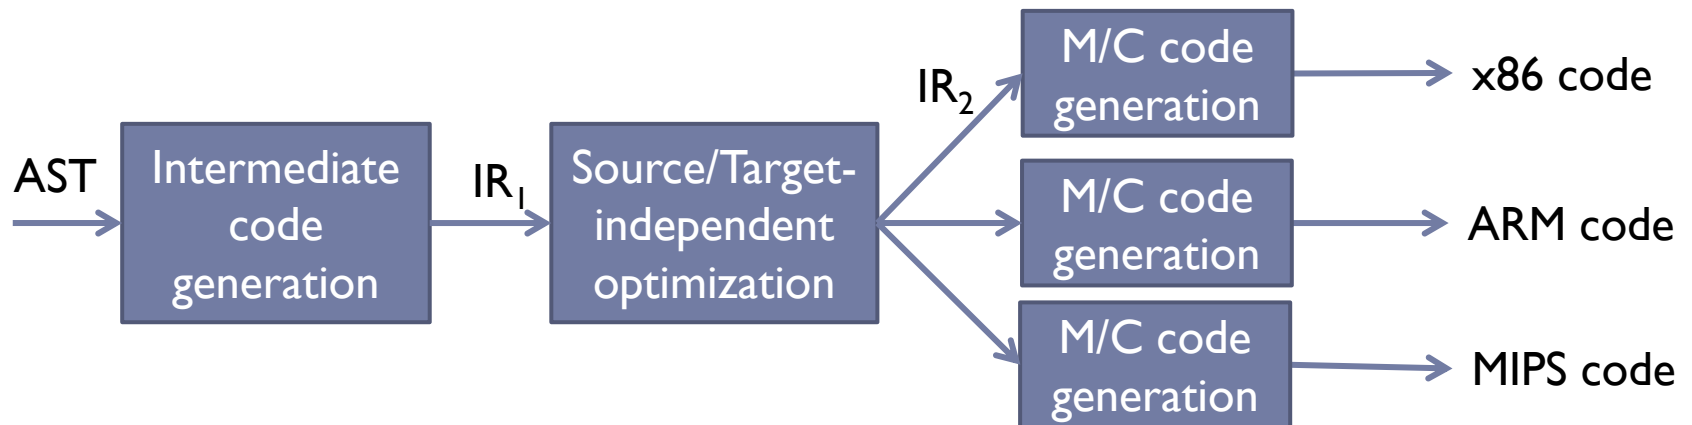 AST
Intermediate
code
generation
IR₁
Source/Target-
independent
optimization
IR₂
M/C code
generation
x86 code
M/C code
generation
ARM code
M/C code
generation
MIPS code